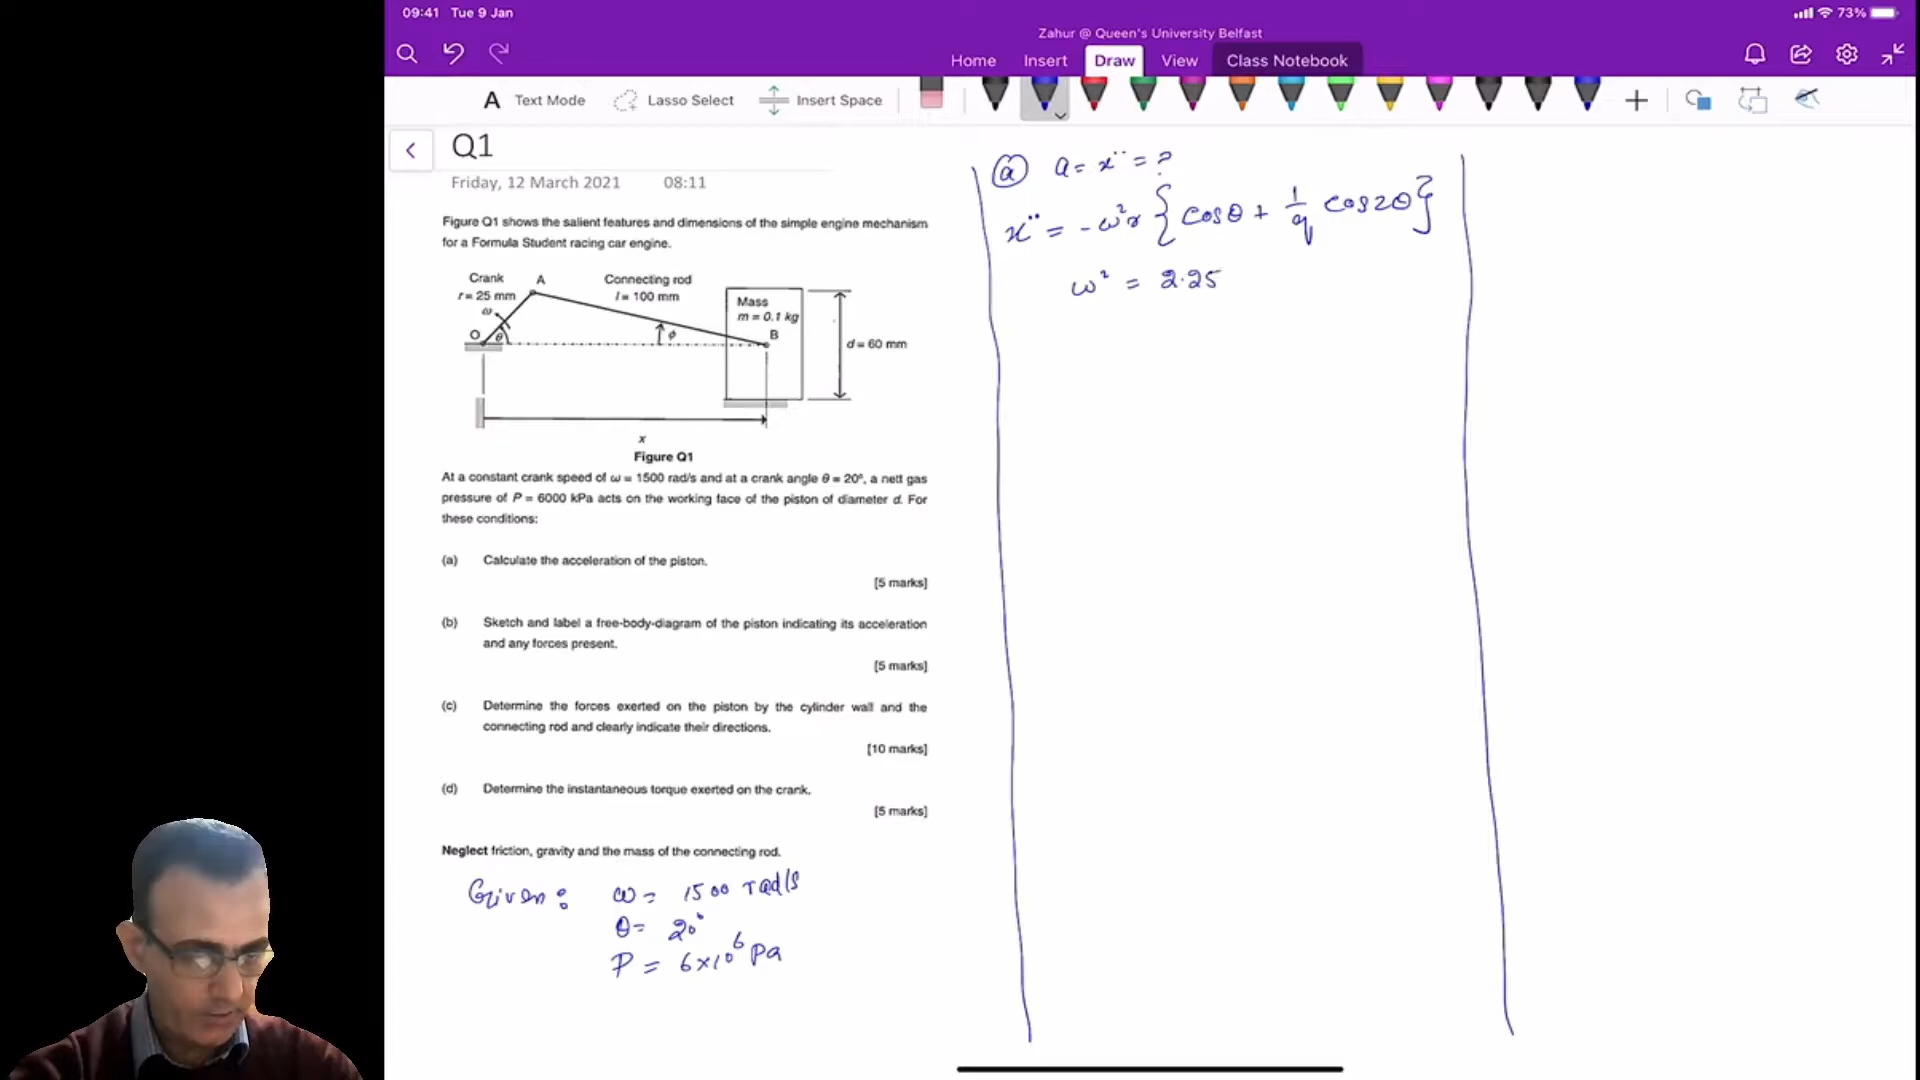 09:41 Tue 9 Jan
73%
Zahur @ Queen's University Belfast
Home Insert Draw View Class Notebook
A Text Mode Lasso Select Insert Space
Q1
Friday, 12 March 2021 08:11
Figure Q1 shows the salient features and dimensions of the simple engine mechanism
for a Formula Student racing car engine.
Crank A Connecting rod
r = 25 mm l = 100 mm
Mass
m = 0.1 kg
ω
O θ ϕ B
d = 60 mm
x
Figure Q1
At a constant crank speed of ω = 1500 rad/s and at a crank angle θ = 20°, a nett gas
pressure of P = 6000 kPa acts on the working face of the piston of diameter d. For
these conditions:
(a) Calculate the acceleration of the piston.
[5 marks]
(b) Sketch and label a free-body-diagram of the piston indicating its acceleration
and any forces present.
[5 marks]
(c) Determine the forces exerted on the piston by the cylinder wall and the
connecting rod and clearly indicate their directions.
[10 marks]
(d) Determine the instantaneous torque exerted on the crank.
[5 marks]
Neglect friction, gravity and the mass of the connecting rod.
Given: ω = 1500 rad/s
θ = 20°
P = 6×10⁶ Pa
(a) a = ẍ = ?
ẍ = -ω²r {cosθ + 1/q cos2θ}
ω² = 2.25